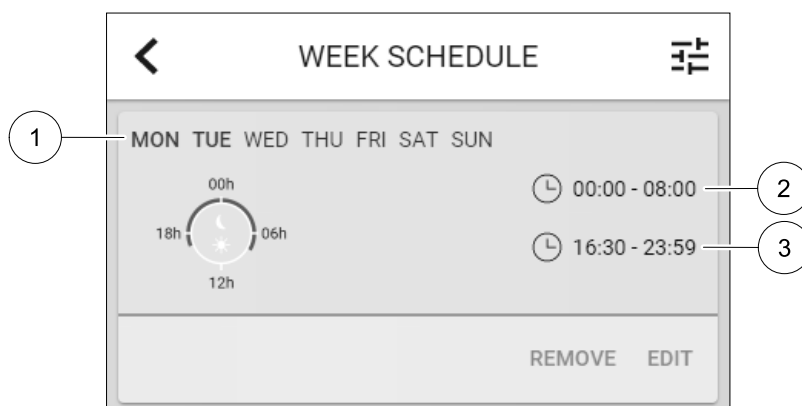 WEEK SCHEDULE
1
MON TUE WED THU FRI SAT SUN
00h
18h
06h
12h
00:00 - 08:00
2
16:30 - 23:59
3
REMOVE EDIT